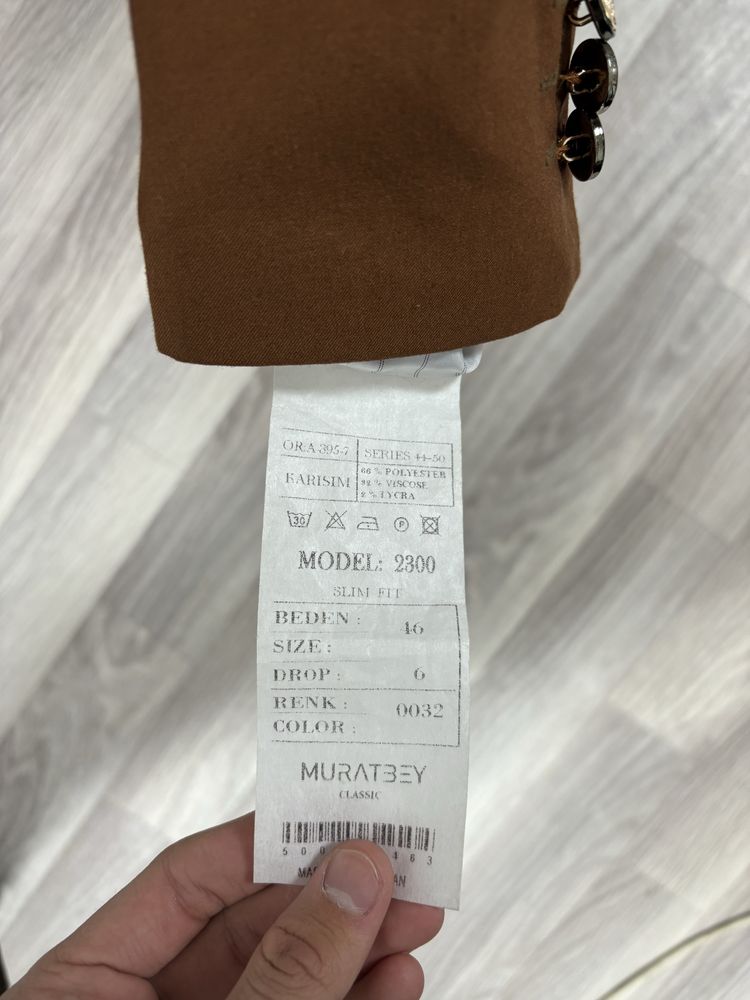 ORA 395-7
SERIES 44-50
KARISIM
66 % POLYESTER
32 % VISCOSE
2 % LYCRA
30
P
MODEL: 2300
SLIM FIT
BEDEN :
SIZE :
46
DROP : 6
RENK :
COLOR :
0032
MURATBEY
CLASSIC